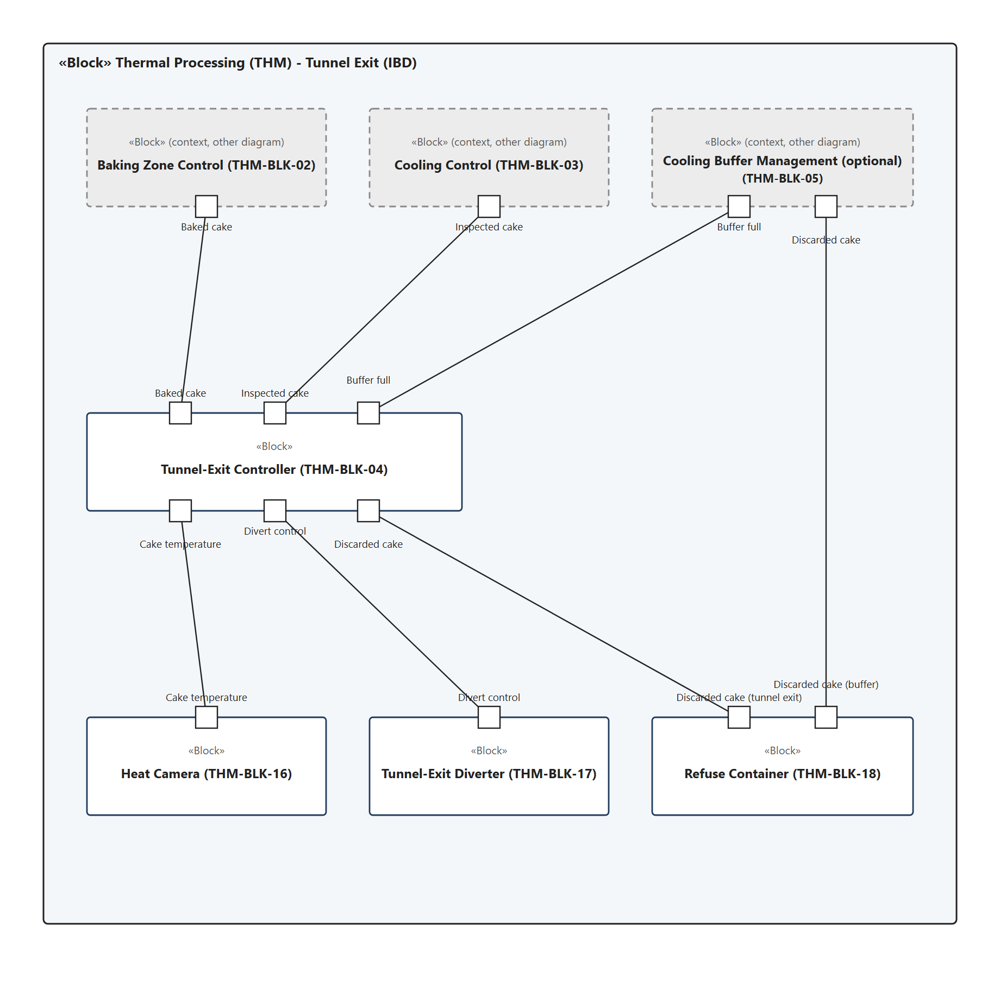 «Block» Thermal Processing (THM) - Tunnel Exit (IBD)
«Block» (context, other diagram)
Baking Zone Control (THM-BLK-02)
«Block» (context, other diagram)
Cooling Control (THM-BLK-03)
«Block» (context, other diagram)
Cooling Buffer Management (optional)
(THM-BLK-05)
Baked cake
Inspected cake
Buffer full
Discarded cake
Baked cake
Inspected cake
Buffer full
«Block»
Tunnel-Exit Controller (THM-BLK-04)
Cake temperature
Divert control
Discarded cake
Cake temperature
Divert control
Discarded cake (tunnel exit)
Discarded cake (buffer)
«Block»
Heat Camera (THM-BLK-16)
«Block»
Tunnel-Exit Diverter (THM-BLK-17)
«Block»
Refuse Container (THM-BLK-18)